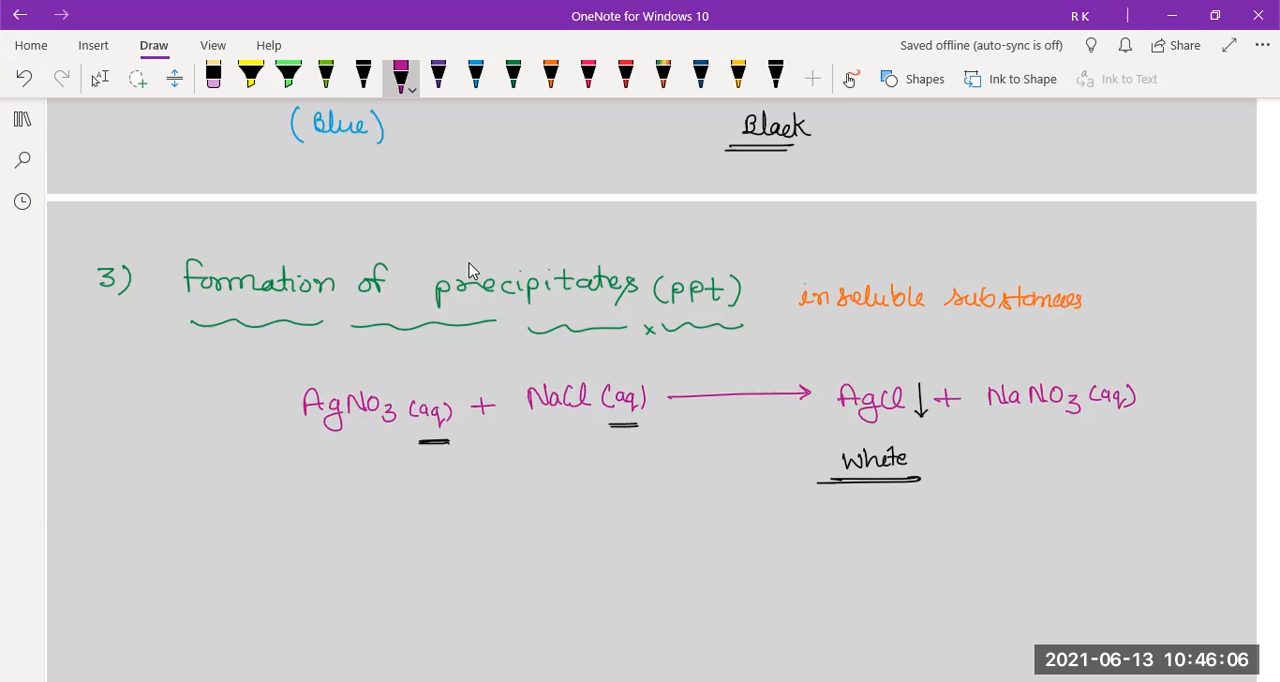 OneNote for Windows 10
R K
Home Insert Draw View Help
Saved offline (auto-sync is off) Share
Shapes Ink to Shape Ink to Text
(Blue) Black
3) formation of precipitates (ppt) insoluble substances
AgNO3 (aq) + NaCl (aq) → AgCl ↓ + NaNO3 (aq)
White
2021-06-13 10:46:06